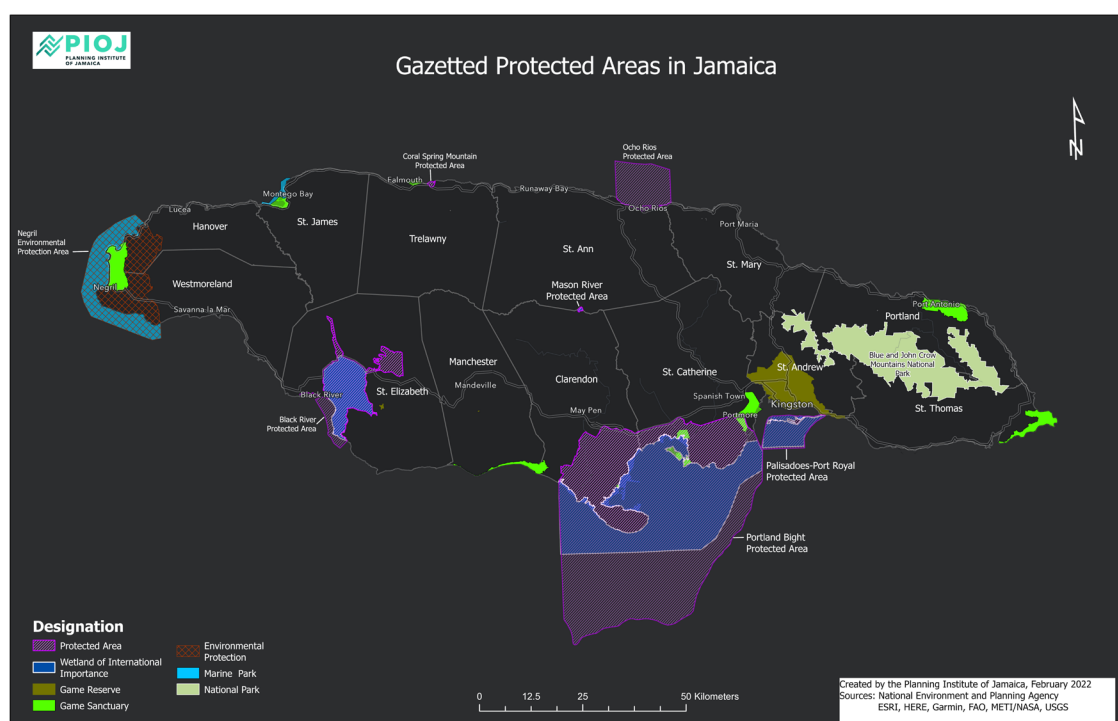 PIOJ
PLANNING INSTITUTE
OF JAMAICA
Gazetted Protected Areas in Jamaica
N
Coral Spring Mountain
Protected Area
Ocho Rios
Protected Area
Falmouth
Runaway Bay
Montego Bay
Ocho Rios
Lucea
Hanover
St. James
Port Maria
Negril
Environmental
Protection Area
Trelawny
St. Ann
St. Mary
Westmoreland
Mason River
Protected Area
Negril
Savanna la Mar
Port Antonio
Portland
Blue and John Crow
Mountains National
Park
Manchester
St. Andrew
St. Catherine
Clarendon
Mandeville
St. Elizabeth
Black River
Spanish Town
Kingston
St. Thomas
May Pen
Portmore
Black River
Protected Area
Palisadoes-Port Royal
Protected Area
Portland Bight
Protected Area
Designation
Protected Area
Wetland of International
Importance
Game Reserve
Game Sanctuary
Environmental
Protection
Marine Park
National Park
0 12.5 25 50 Kilometers
Created by the Planning Institute of Jamaica, February 2022
Sources: National Environment and Planning Agency
ESRI, HERE, Garmin, FAO, METI/NASA, USGS